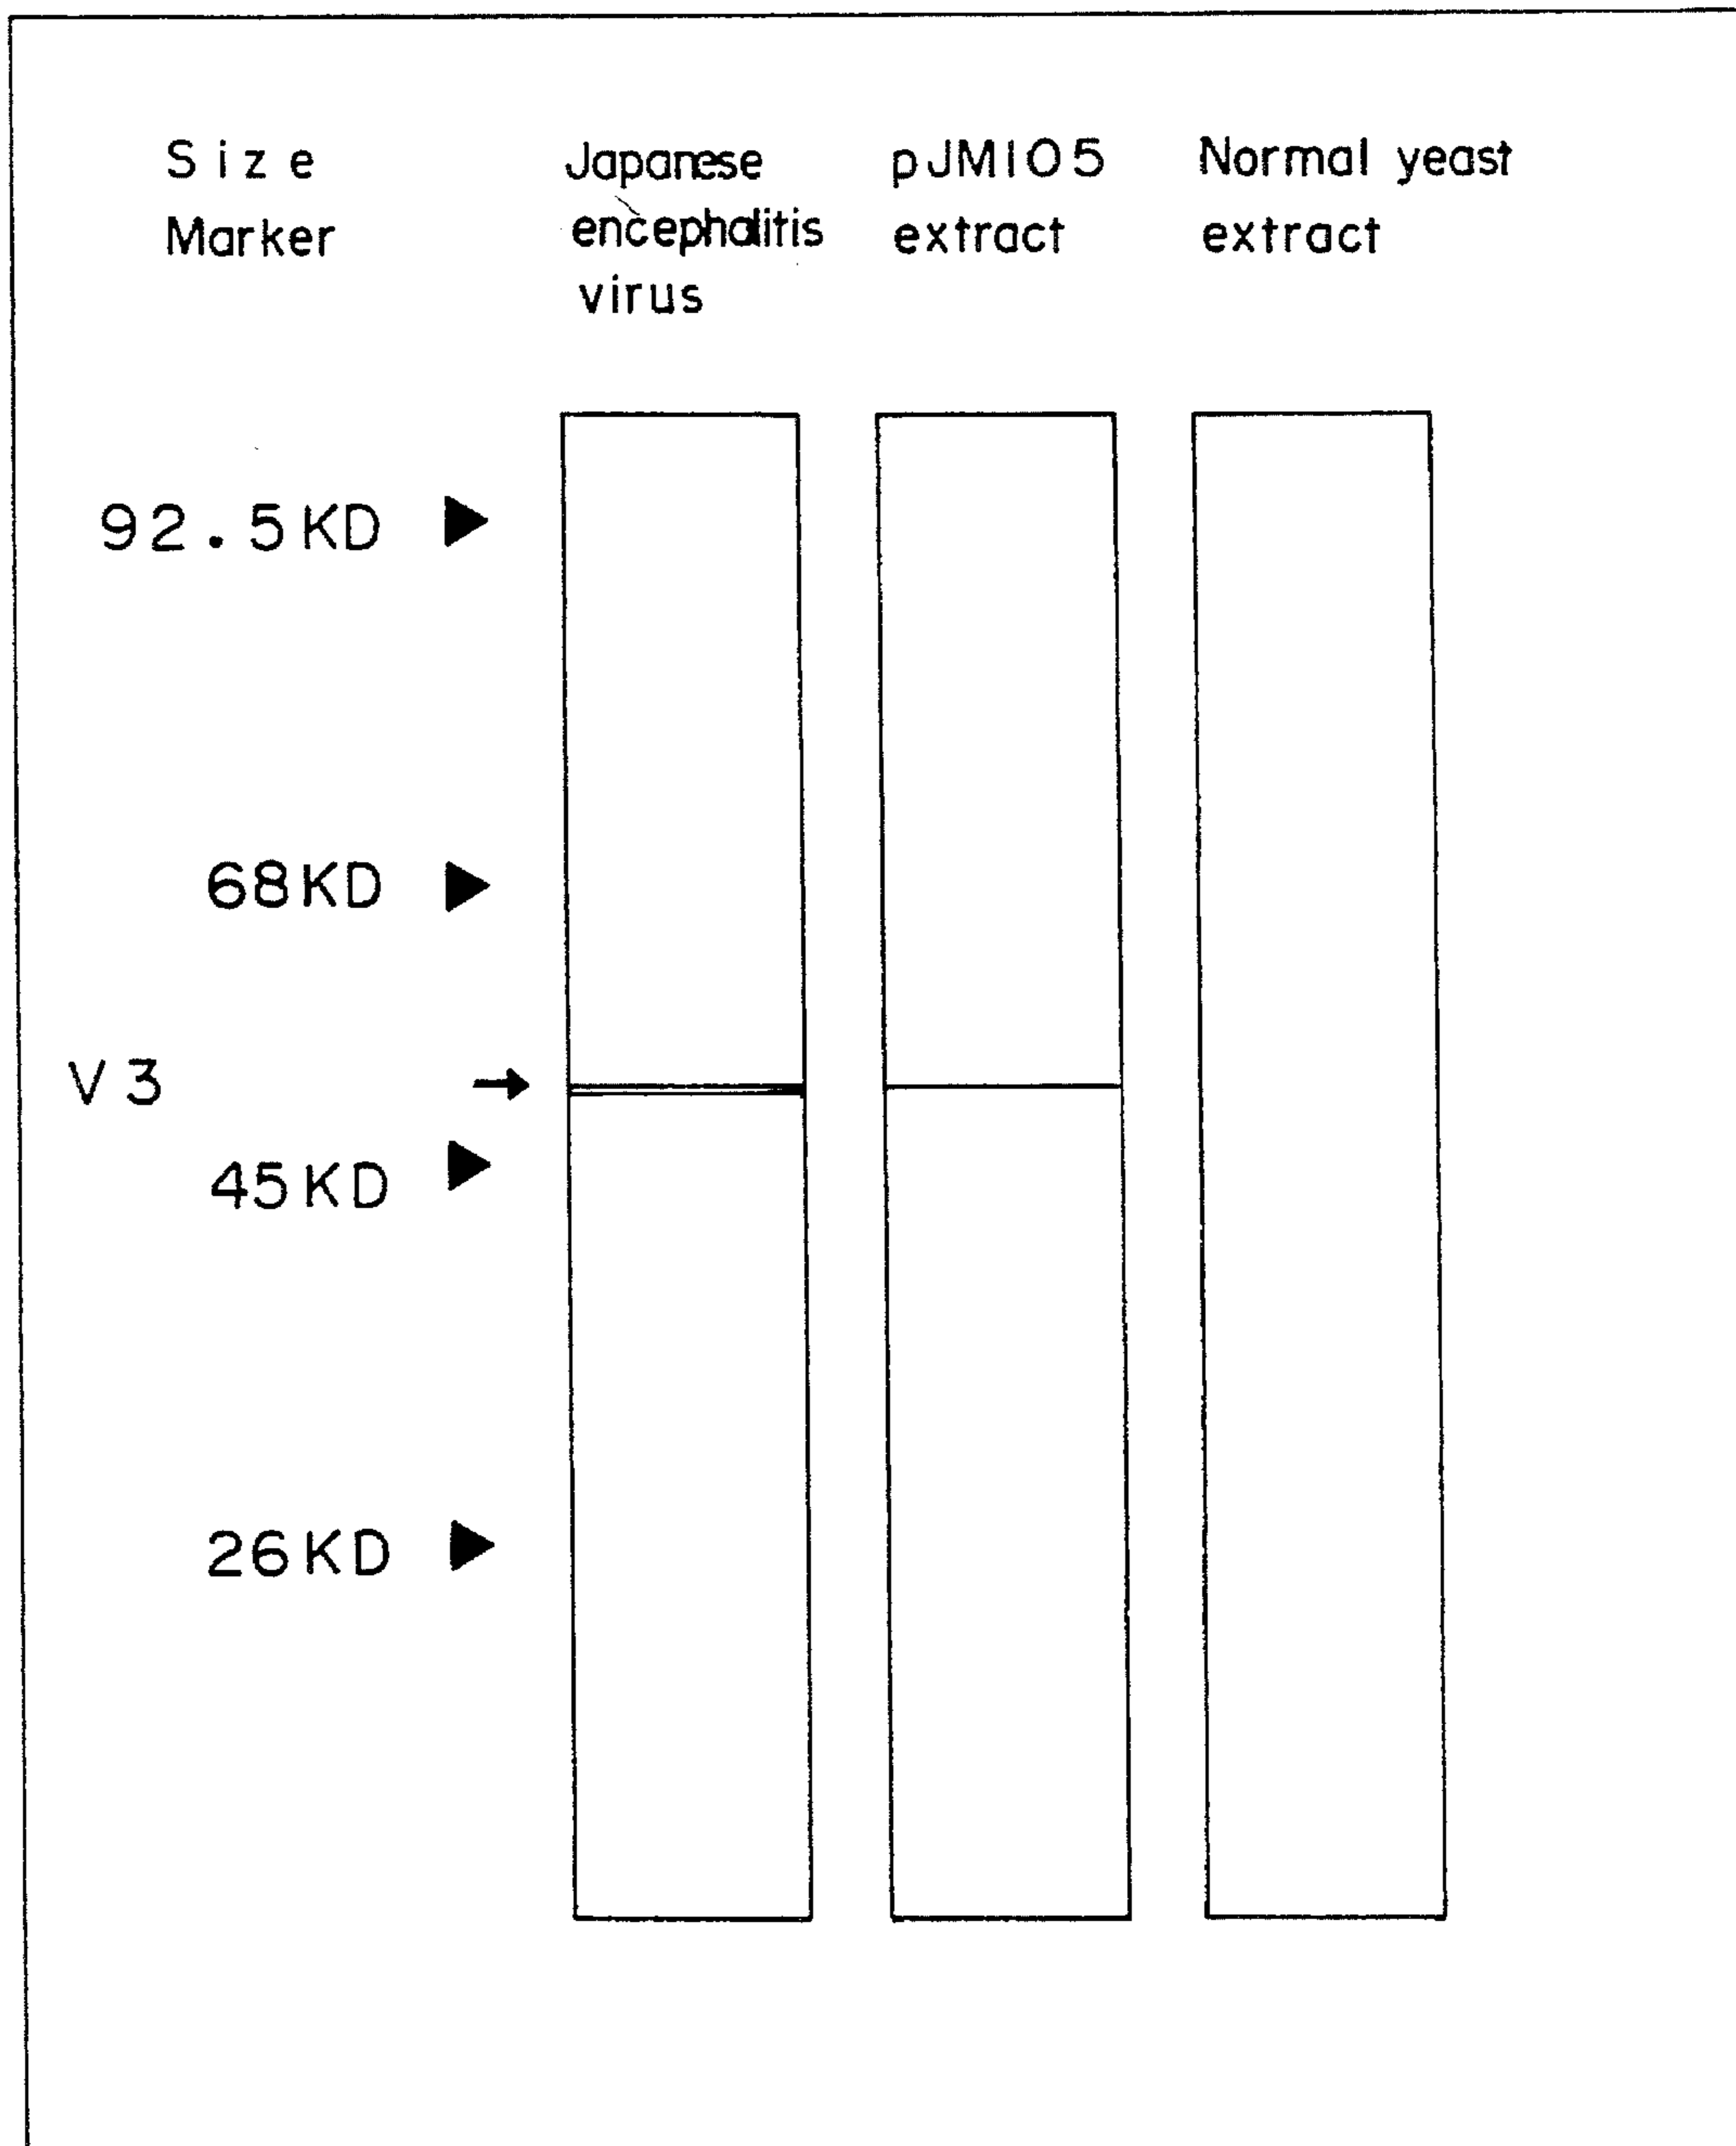 Size
Marker
Japanese
encephalitis
virus
pJM105
extract
Normal yeast
extract
92.5KD
68KD
V3
45KD
26KD